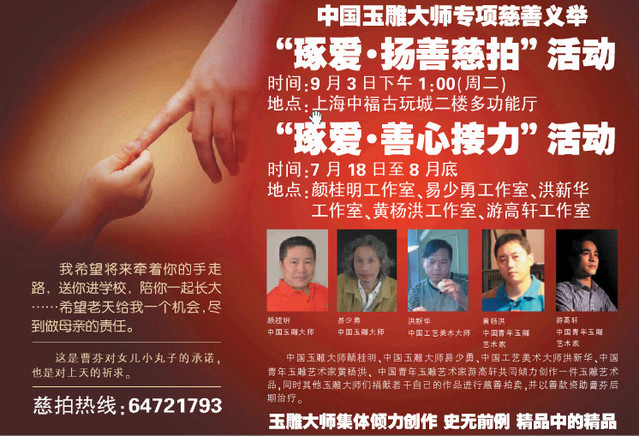 中国玉雕大师专项慈善义举
“琢爱·扬善慈拍”活动
时间:9月3日下午1:00(周二)
地点:上海中福古玩城二楼多功能厅
“琢爱·善心接力”活动
时间:7月18日至8月底
地点:颜桂明工作室、易少勇工作室、洪新华
工作室、黄杨洪工作室、游高轩工作室
我希望将来牵着你的手走
路,送你进学校,陪你一起长大
……希望老天给我一个机会,尽
到做母亲的责任。
这是曹芬对女儿小丸子的承诺,
也是对上天的祈求。
慈拍热线:64721793
颜桂明
中国玉雕大师
易少勇
中国玉雕大师
洪新华
中国工艺美术大师
黄杨洪
中国青年玉雕
艺术家
游高轩
中国青年玉雕
艺术家
中国玉雕大师颜桂明、中国玉雕大师易少勇、中国工艺美术大师洪新华、中
国青年玉雕艺术家黄杨洪、中国青年玉雕艺术家游高轩共同倾力创作一件玉雕艺术
品,同时其他玉雕大师们捐献若干自己的作品进行慈善拍卖,并以善款资助曹芬后
期治疗。
玉雕大师集体倾力创作 史无前例 精品中的精品